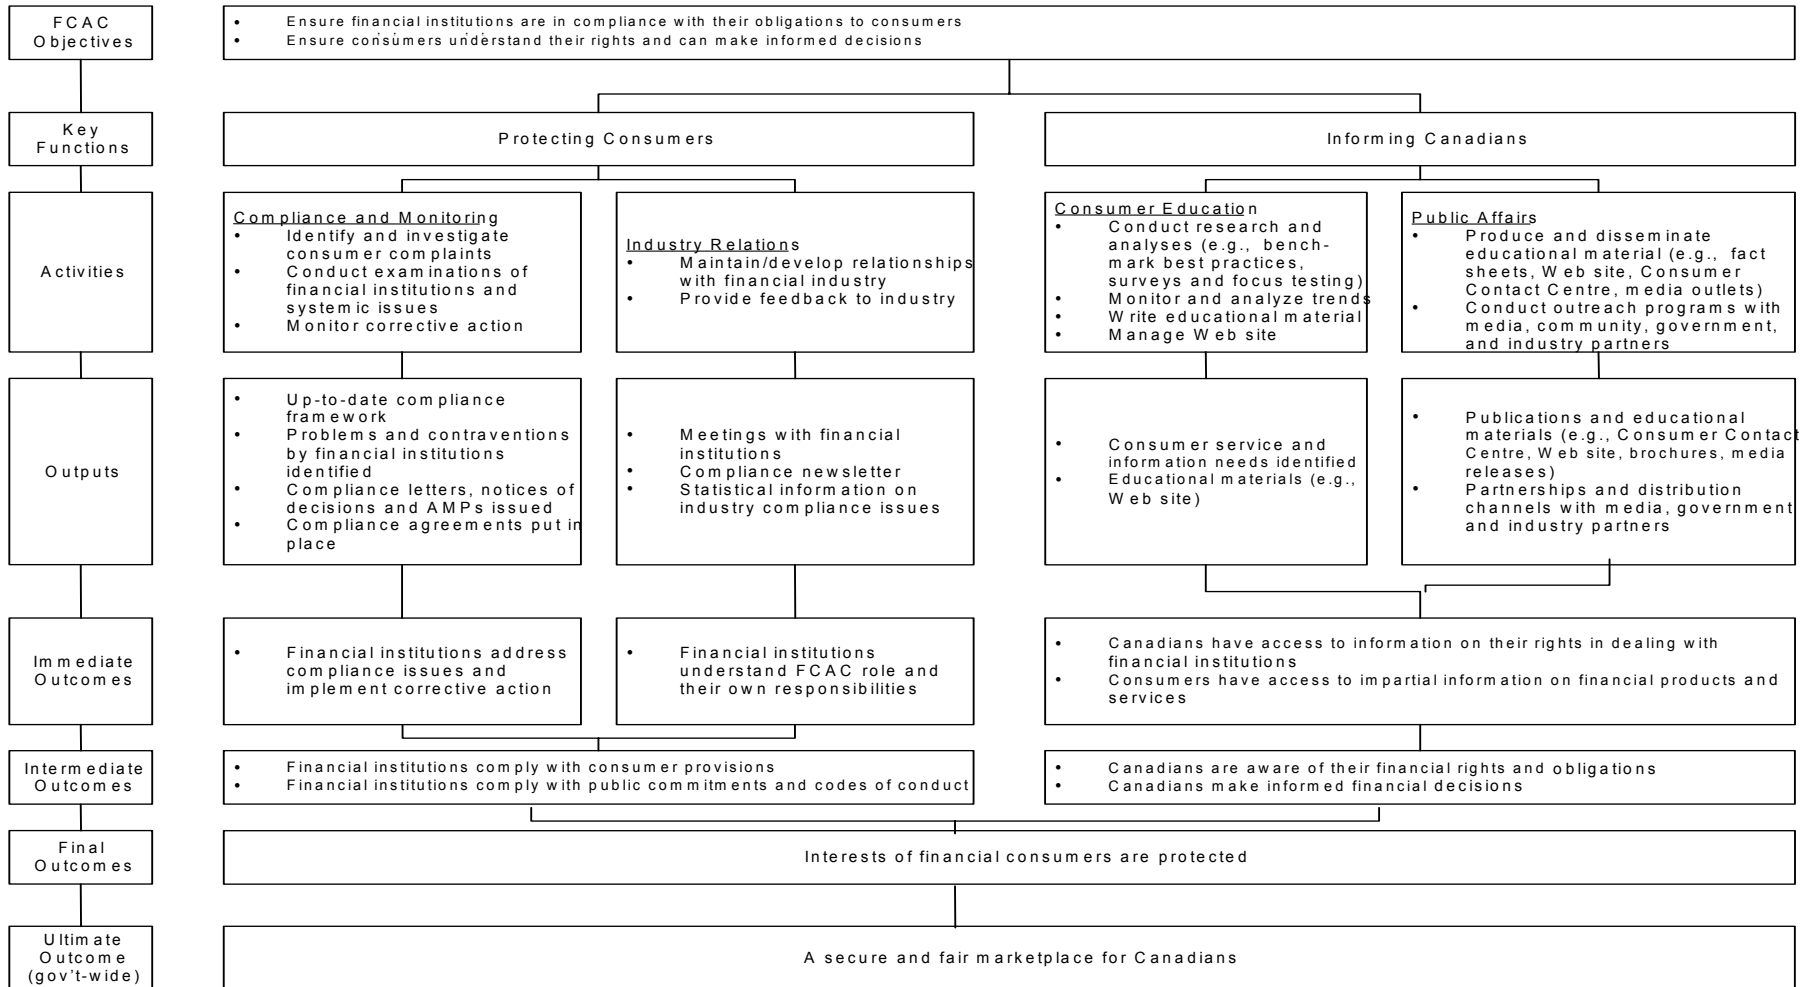 FCAC
Objectives
• Ensure financial institutions are in compliance with their obligations to consumers
• Ensure consumers understand their rights and can make informed decisions
Key
Functions
Protecting Consumers
Informing Canadians
Activities
Compliance and Monitoring
• Identify and investigate
consumer complaints
• Conduct examinations of
financial institutions and
systemic issues
• Monitor corrective action
Industry Relations
• Maintain/develop relationships
with financial industry
• Provide feedback to industry
Consumer Education
• Conduct research and
analyses (e.g., bench-
mark best practices,
surveys and focus testing)
• Monitor and analyze trends
• Write educational material
• Manage Web site
Public Affairs
• Produce and disseminate
educational material (e.g., fact
sheets, Web site, Consumer
Contact Centre, media outlets)
• Conduct outreach programs with
media, community, government,
and industry partners
Outputs
• Up-to-date compliance
framework
• Problems and contraventions
by financial institutions
identified
• Compliance letters, notices of
decisions and AMPs issued
• Compliance agreements put in
place
• Meetings with financial
institutions
• Compliance newsletter
• Statistical information on
industry compliance issues
• Consumer service and
information needs identified
• Educational materials (e.g.,
Web site)
• Publications and educational
materials (e.g., Consumer Contact
Centre, Web site, brochures, media
releases)
• Partnerships and distribution
channels with media, government
and industry partners
Immediate
Outcomes
• Financial institutions address
compliance issues and
implement corrective action
• Financial institutions
understand FCAC role and
their own responsibilities
• Canadians have access to information on their rights in dealing with
financial institutions
• Consumers have access to impartial information on financial products and
services
Intermediate
Outcomes
• Financial institutions comply with consumer provisions
• Financial institutions comply with public commitments and codes of conduct
• Canadians are aware of their financial rights and obligations
• Canadians make informed financial decisions
Final
Outcomes
Interests of financial consumers are protected
Ultimate
Outcome
(gov't-wide)
A secure and fair marketplace for Canadians